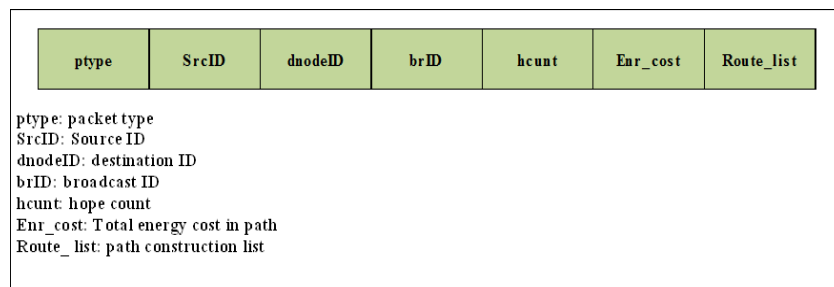 ptype SrcID dnodeID brID hcunt Enr_cost Route_list
ptype: packet type
SrcID: Source ID
dnodeID: destination ID
brID: broadcast ID
hcunt: hope count
Enr_cost: Total energy cost in path
Route_ list: path construction list